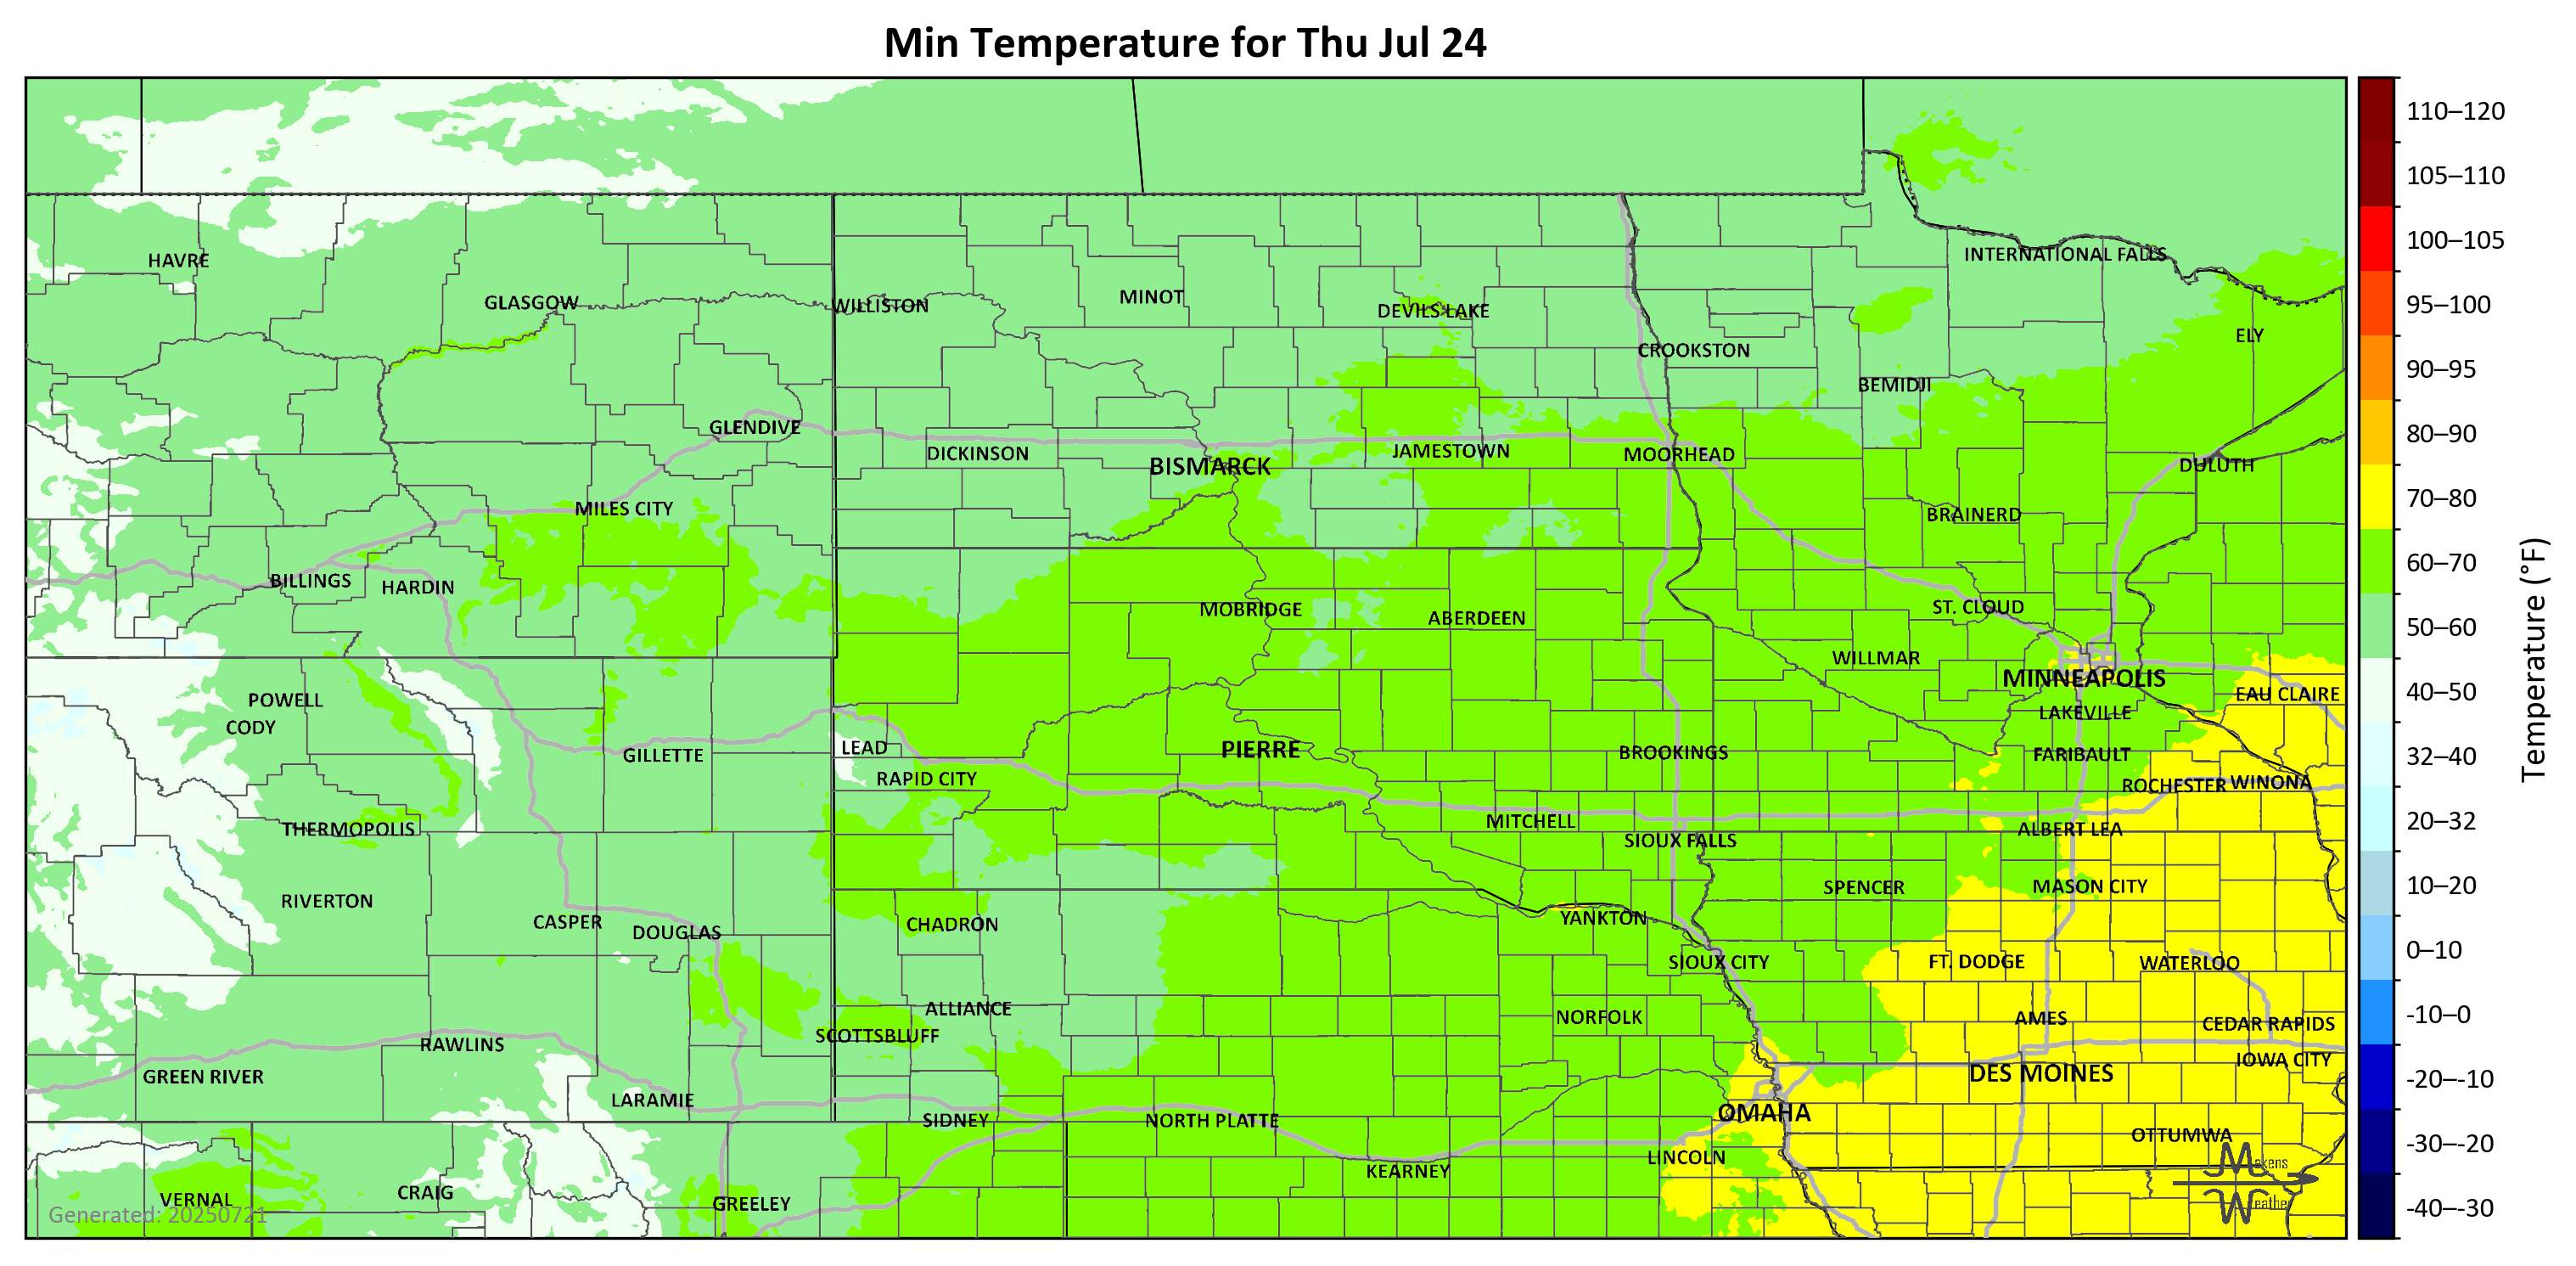 Min Temperature for Thu Jul 24
110–120
105–110
100–105
95–100
90–95
80–90
70–80
60–70
50–60
40–50
32–40
20–32
10–20
0–10
-10–0
-20–-10
-30–-20
-40–-30
Temperature (°F)
HAVRE
GLASGOW
WILLISTON
MINOT
DEVILS LAKE
INTERNATIONAL FALLS
ELY
CROOKSTON
BEMIDJI
GLENDIVE
DICKINSON
BISMARCK
JAMESTOWN
MOORHEAD
DULUTH
MILES CITY
BRAINERD
BILLINGS
HARDIN
MOBRIDGE
ABERDEEN
ST. CLOUD
WILLMAR
MINNEAPOLIS
EAU CLAIRE
POWELL
CODY
LAKEVILLE
GILLETTE
LEAD
PIERRE
BROOKINGS
FARIBAULT
RAPID CITY
ROCHESTER
WINONA
THERMOPOLIS
MITCHELL
SIOUX FALLS
ALBERT LEA
RIVERTON
SPENCER
MASON CITY
CASPER
DOUGLAS
CHADRON
YANKTON
SIOUX CITY
FT. DODGE
WATERLOO
ALLIANCE
NORFOLK
AMES
CEDAR RAPIDS
SCOTTSBLUFF
RAWLINS
IOWA CITY
GREEN RIVER
DES MOINES
LARAMIE
SIDNEY
NORTH PLATTE
OMAHA
OTTUMWA
LINCOLN
KEARNEY
VERNAL
CRAIG
GREELEY
Makens
Weather
Generated: 20250721